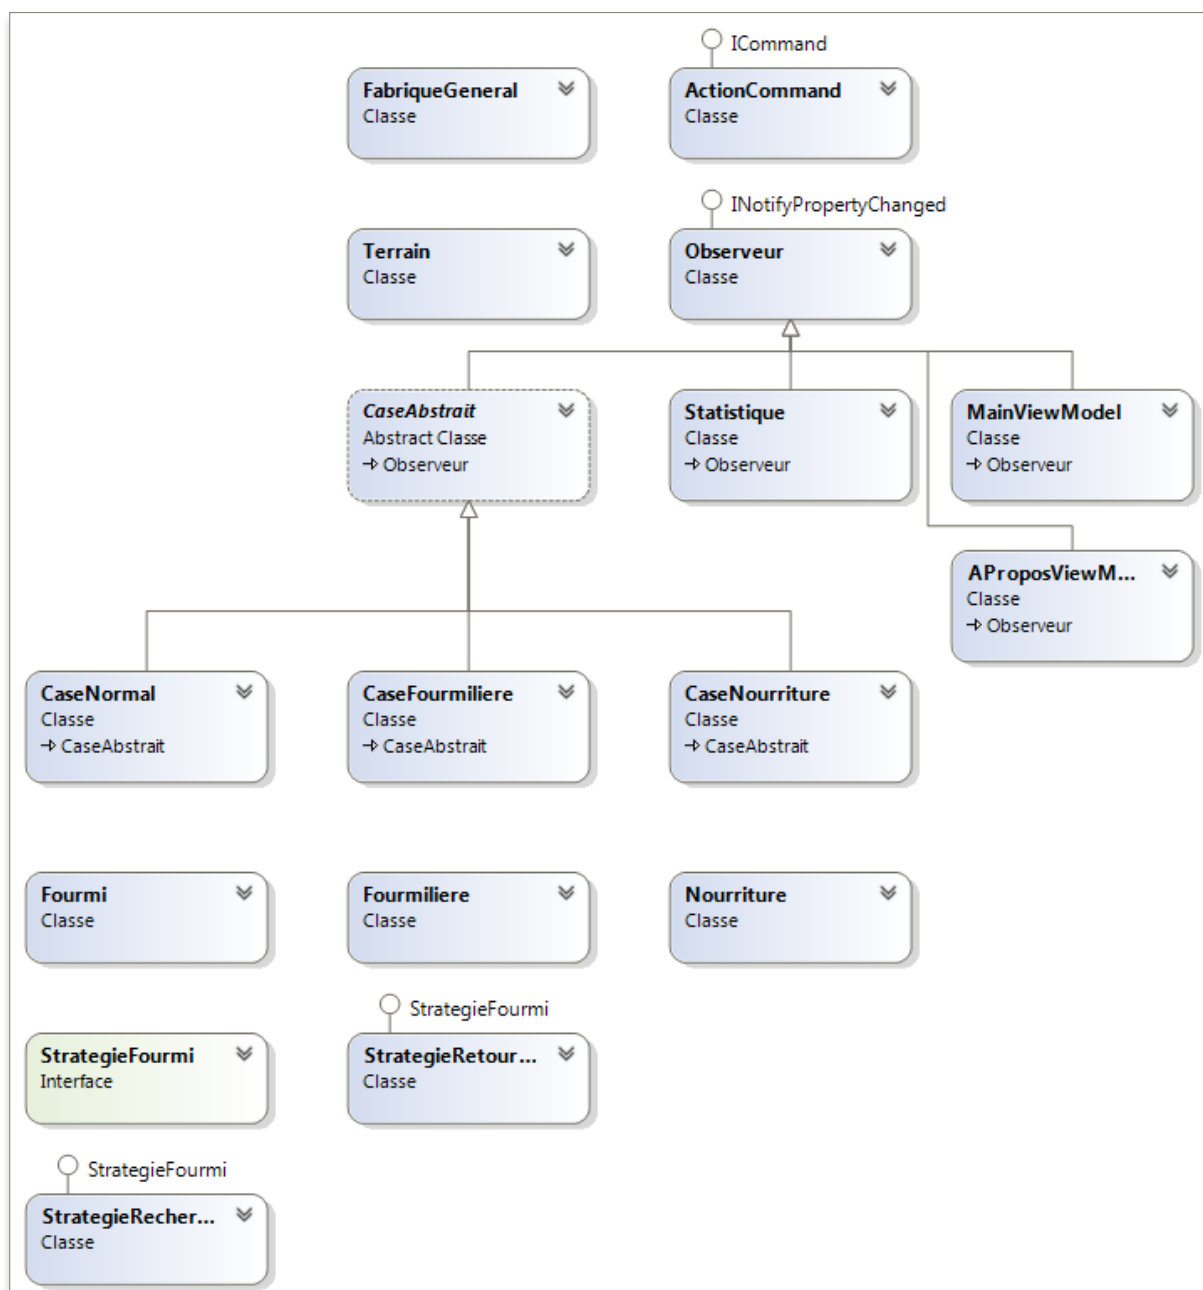 ICommand
FabriqueGeneral
Classe
ActionCommand
Classe
INotifyPropertyChanged
Terrain
Classe
Observeur
Classe
CaseAbstrait
Abstract Classe
Observeur
Statistique
Classe
Observeur
MainViewModel
Classe
Observeur
AProposViewM...
Classe
Observeur
CaseNormal
Classe
CaseAbstrait
CaseFourmiliere
Classe
CaseAbstrait
CaseNourriture
Classe
CaseAbstrait
Fourmi
Classe
Fourmiliere
Classe
Nourriture
Classe
StrategieFourmi
StrategieFourmi
Interface
StrategieRetour...
Classe
StrategieFourmi
StrategieRecher...
Classe